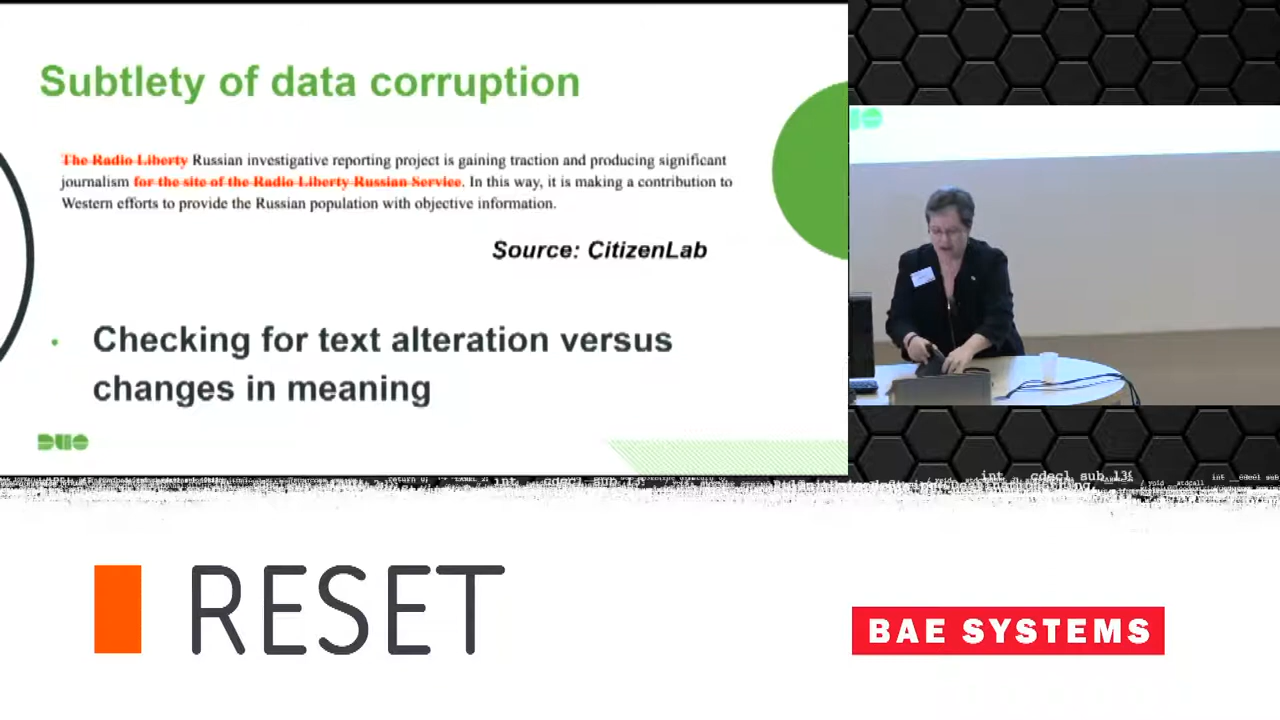 Subtlety of data corruption
The Radio Liberty Russian investigative reporting project is gaining traction and producing significant
journalism for the site of the Radio Liberty Russian Service. In this way, it is making a contribution to
Western efforts to provide the Russian population with objective information.
Source: CitizenLab
• Checking for text alteration versus
changes in meaning
DUO
int __cdecl sub_13
RESET
BAE SYSTEMS